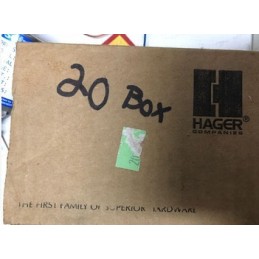 20 Box
HAGER®
COMPANIES
THE FIRST FAMILY OF SUPERIOR HARDWARE